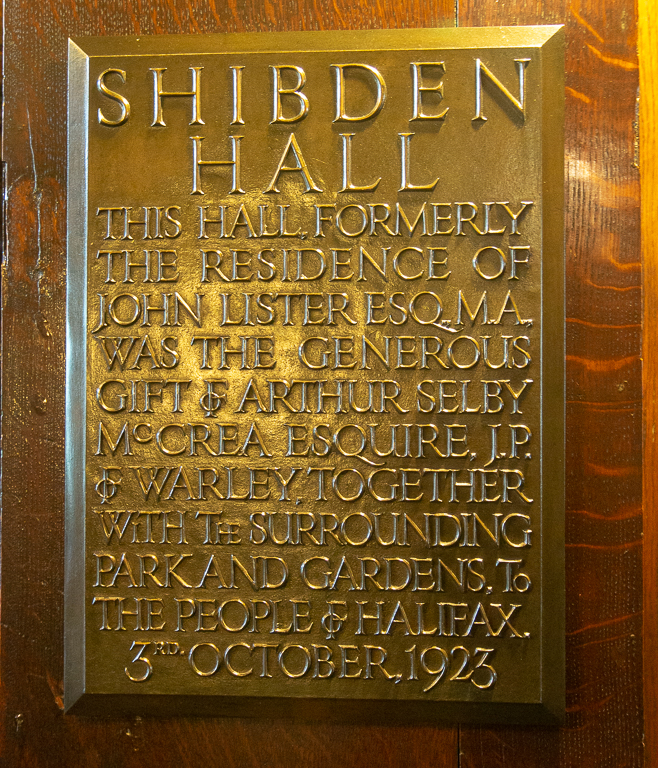 SHIBDEN
HALL
THIS HALL, FORMERLY
THE RESIDENCE OF
JOHN LISTER ESQ., M.A.,
WAS THE GENEROUS
GIFT OF ARTHUR SELBY
McCREA ESQUIRE, J.P.
OF WARLEY, TOGETHER
WITH THE SURROUNDING
PARK AND GARDENS, TO
THE PEOPLE OF HALIFAX.
3RD. OCTOBER, 1923